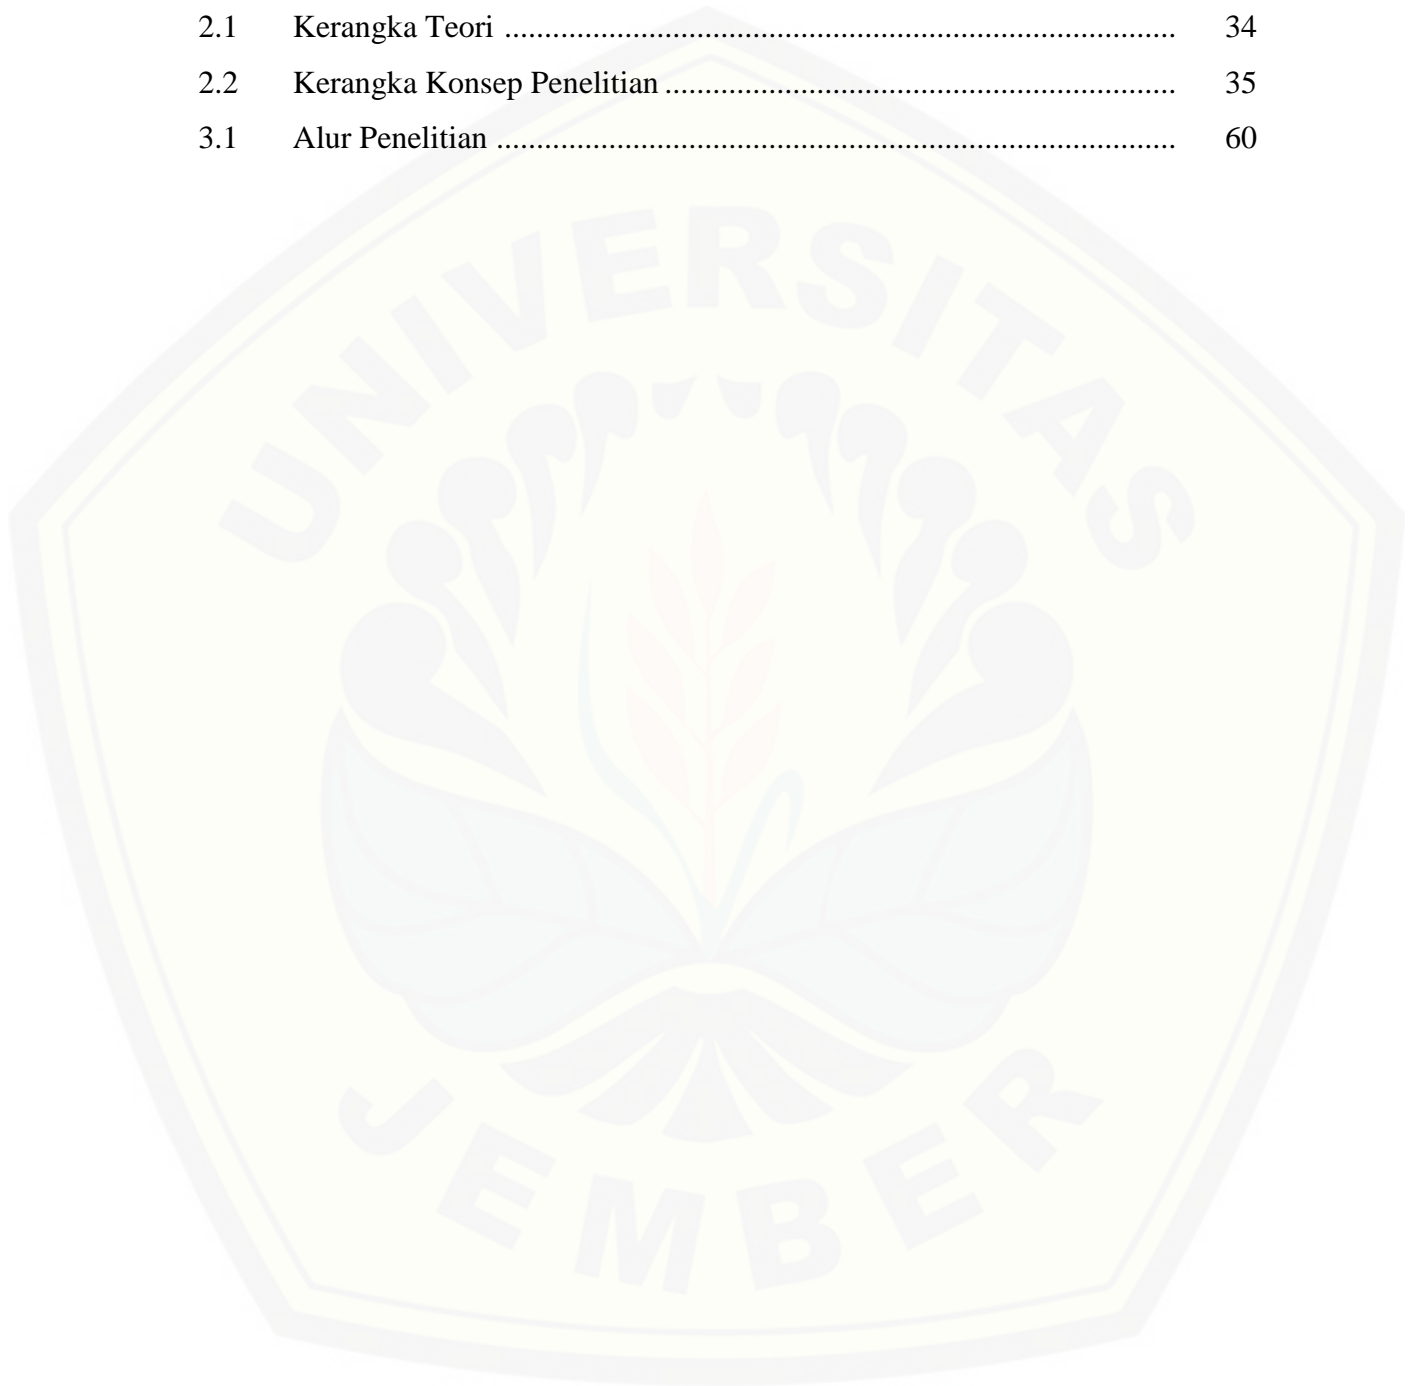 2.1 Kerangka Teori .................................................................................... 34
2.2 Kerangka Konsep Penelitian ................................................................ 35
3.1 Alur Penelitian ..................................................................................... 60
UNIVERSITAS
JEMBER